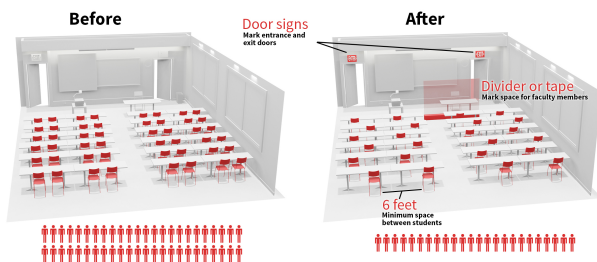 Before
Door signs
Mark entrance and
exit doors
After
Divider or tape
Mark space for faculty members
6 feet
Minimum space
between students